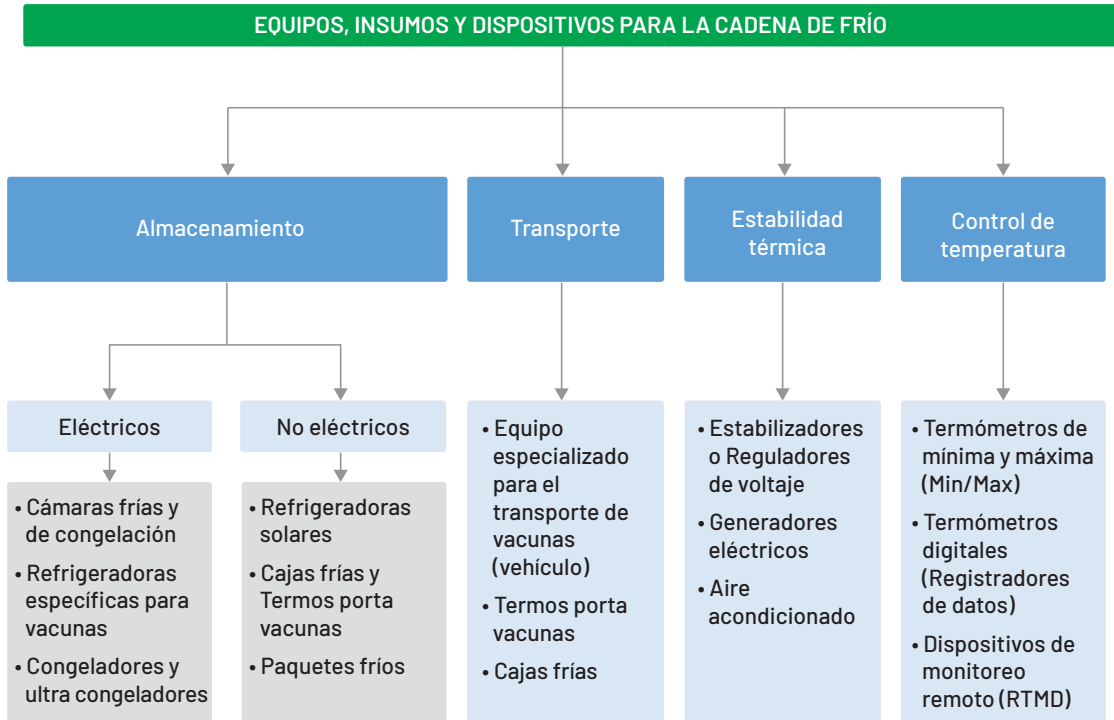 EQUIPOS, INSUMOS Y DISPOSITIVOS PARA LA CADENA DE FRÍO
Almacenamiento
Eléctricos
• Cámaras frías y
de congelación
• Refrigeradoras
específicas para
vacunas
• Congeladores y
ultra congeladores
No eléctricos
• Refrigeradoras
solares
• Cajas frías y
Termos porta
vacunas
• Paquetes fríos
Transporte
• Equipo
especializado
para el
transporte de
vacunas
(vehículo)
• Termos porta
vacunas
• Cajas frías
Estabilidad
térmica
• Estabilizadores
o Reguladores
de voltaje
• Generadores
eléctricos
• Aire
acondicionado
Control de
temperatura
• Termómetros de
mínima y máxima
(Min/Max)
• Termómetros
digitales
(Registradores
de datos)
• Dispositivos de
monitoreo
remoto (RTMD)